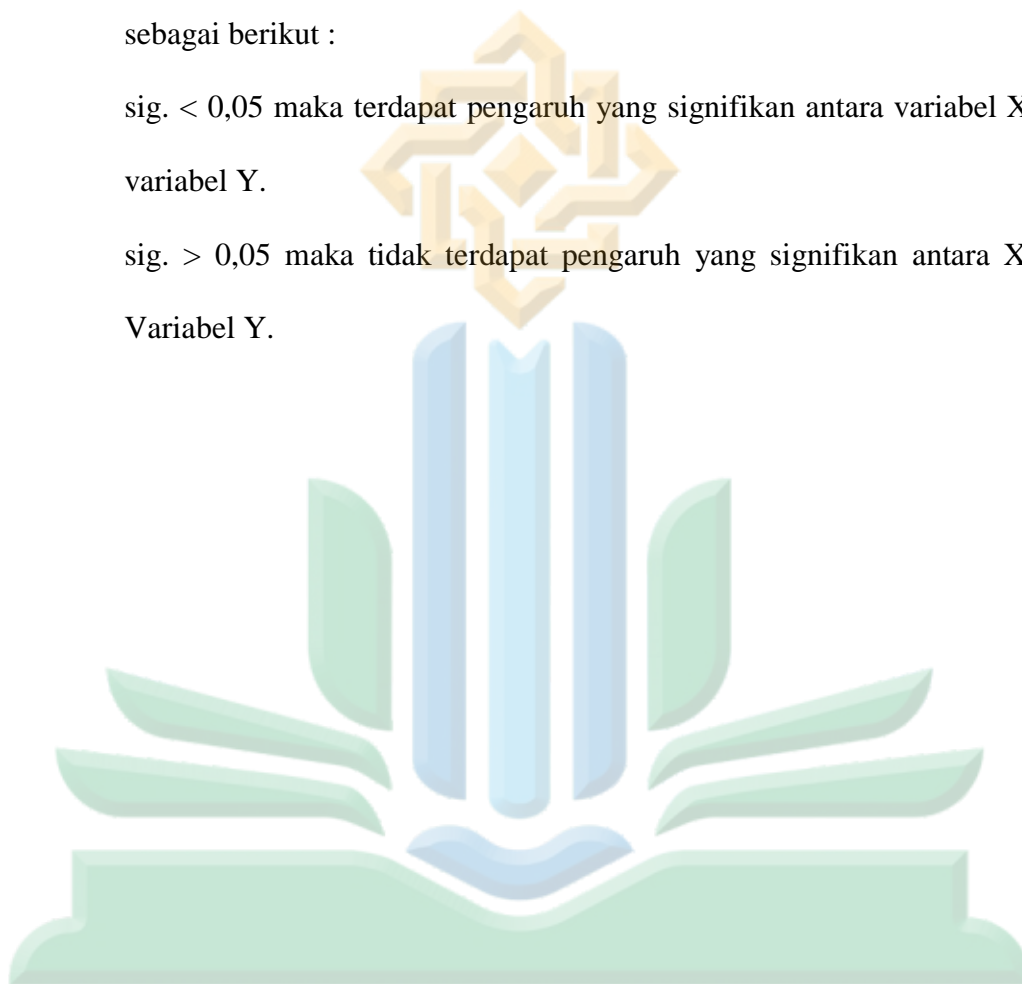 sebagai berikut :
sig. < 0,05 maka terdapat pengaruh yang signifikan antara variabel X
variabel Y.
sig. > 0,05 maka tidak terdapat pengaruh yang signifikan antara X
Variabel Y.